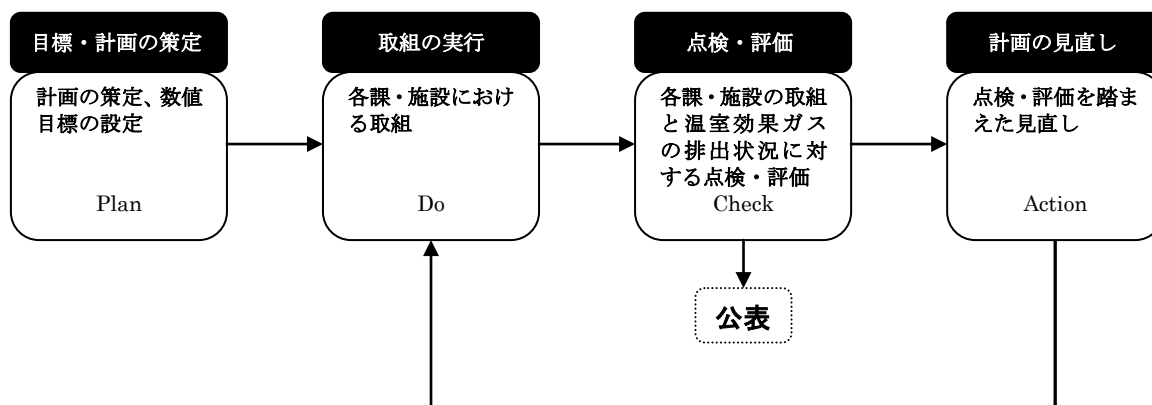 目標・計画の策定
計画の策定、数値
目標の設定
Plan
取組の実行
各課・施設におけ
る取組
Do
点検・評価
各課・施設の取組
と温室効果ガス
の排出状況に対
する点検・評価
Check
公表
計画の見直し
点検・評価を踏ま
えた見直し
Action